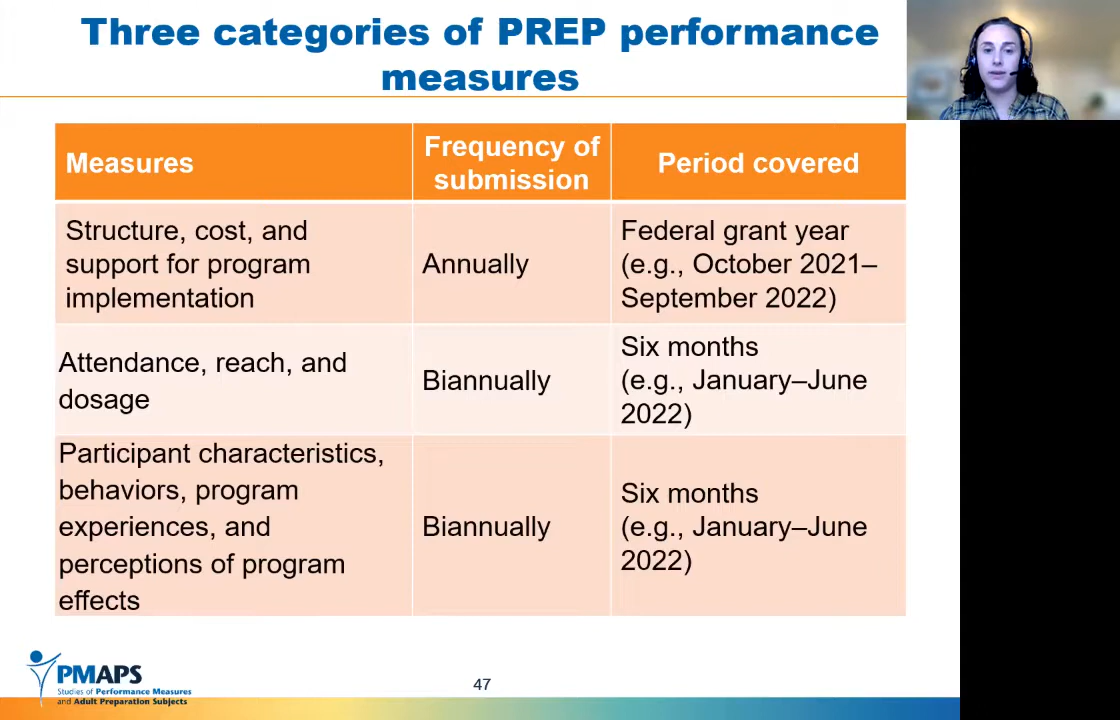 Three categories of PREP performance
measures
Measures
Frequency of
submission
Period covered
Structure, cost, and
support for program
implementation
Annually
Federal grant year
(e.g., October 2021–
September 2022)
Attendance, reach, and
dosage
Biannually
Six months
(e.g., January–June
2022)
Participant characteristics,
behaviors, program
experiences, and
perceptions of program
effects
Biannually
Six months
(e.g., January–June
2022)
PMAPS
Studies of Performance Measures
and Adult Preparation Subjects
47